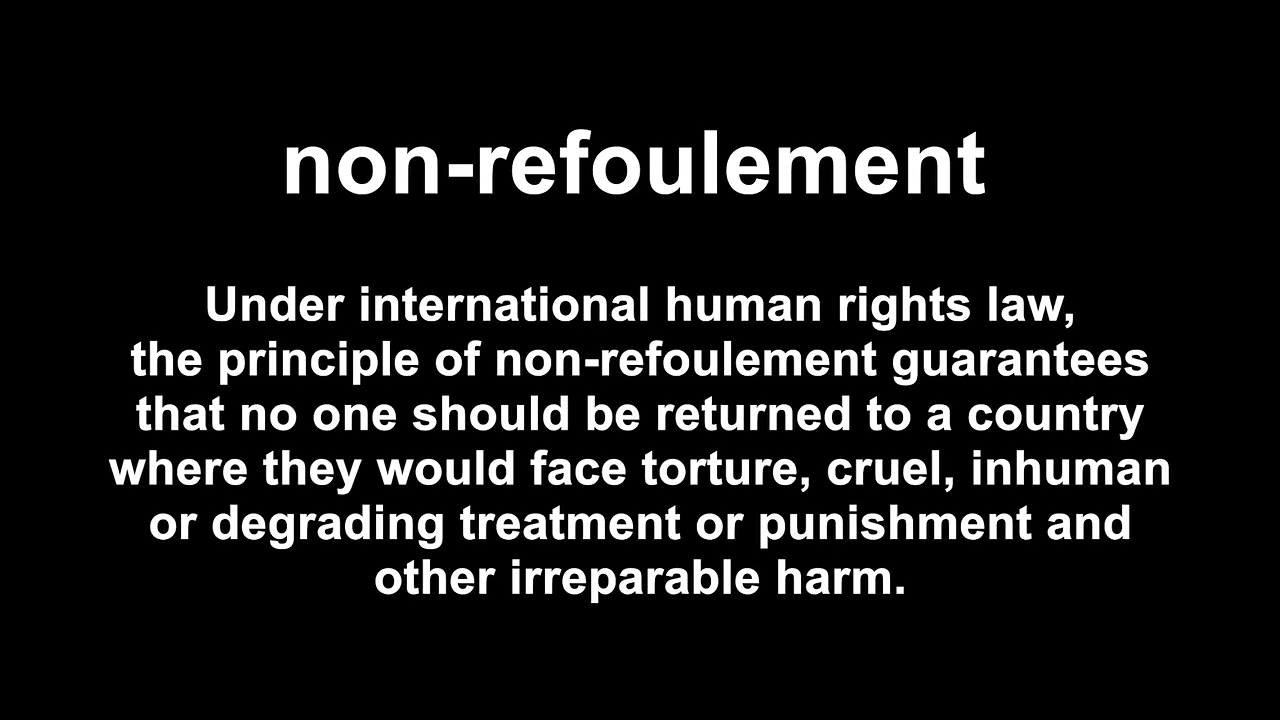 non-refoulement
Under international human rights law,
the principle of non-refoulement guarantees
that no one should be returned to a country
where they would face torture, cruel, inhuman
or degrading treatment or punishment and
other irreparable harm.